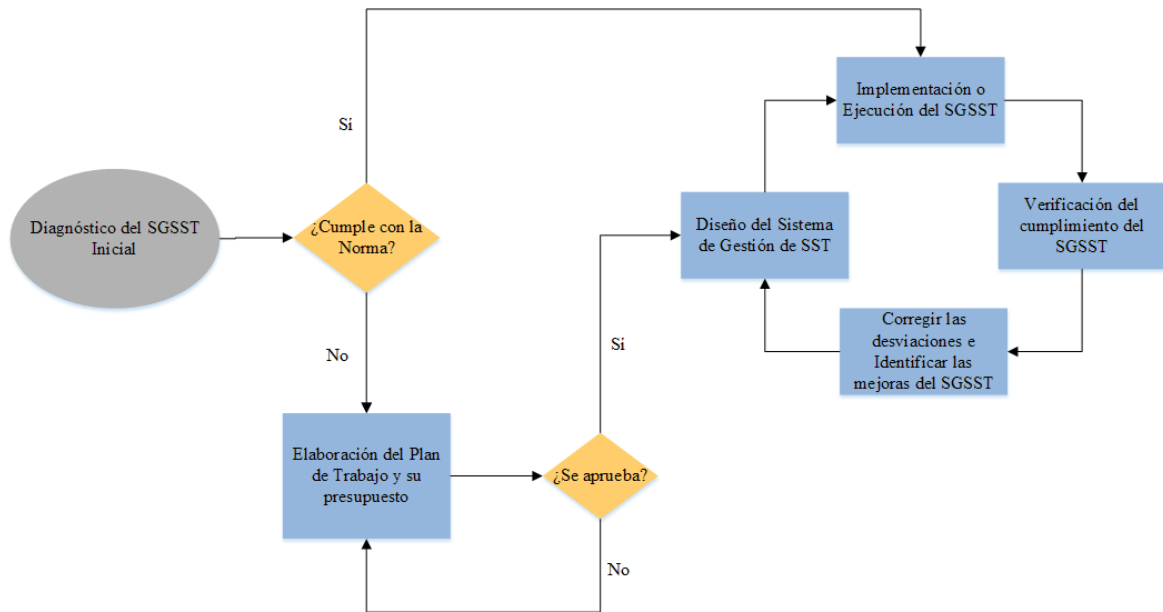 Implementación o
Ejecución del SGSST
Sí
Diagnóstico del SGSST
Inicial
¿Cumple con la
Norma?
Diseño del Sistema
de Gestión de SST
Verificación del
cumplimiento del
SGSST
No
Sí
Corregir las
desviaciones e
Identificar las
mejoras del SGSST
Elaboración del Plan
de Trabajo y su
presupuesto
¿Se aprueba?
No